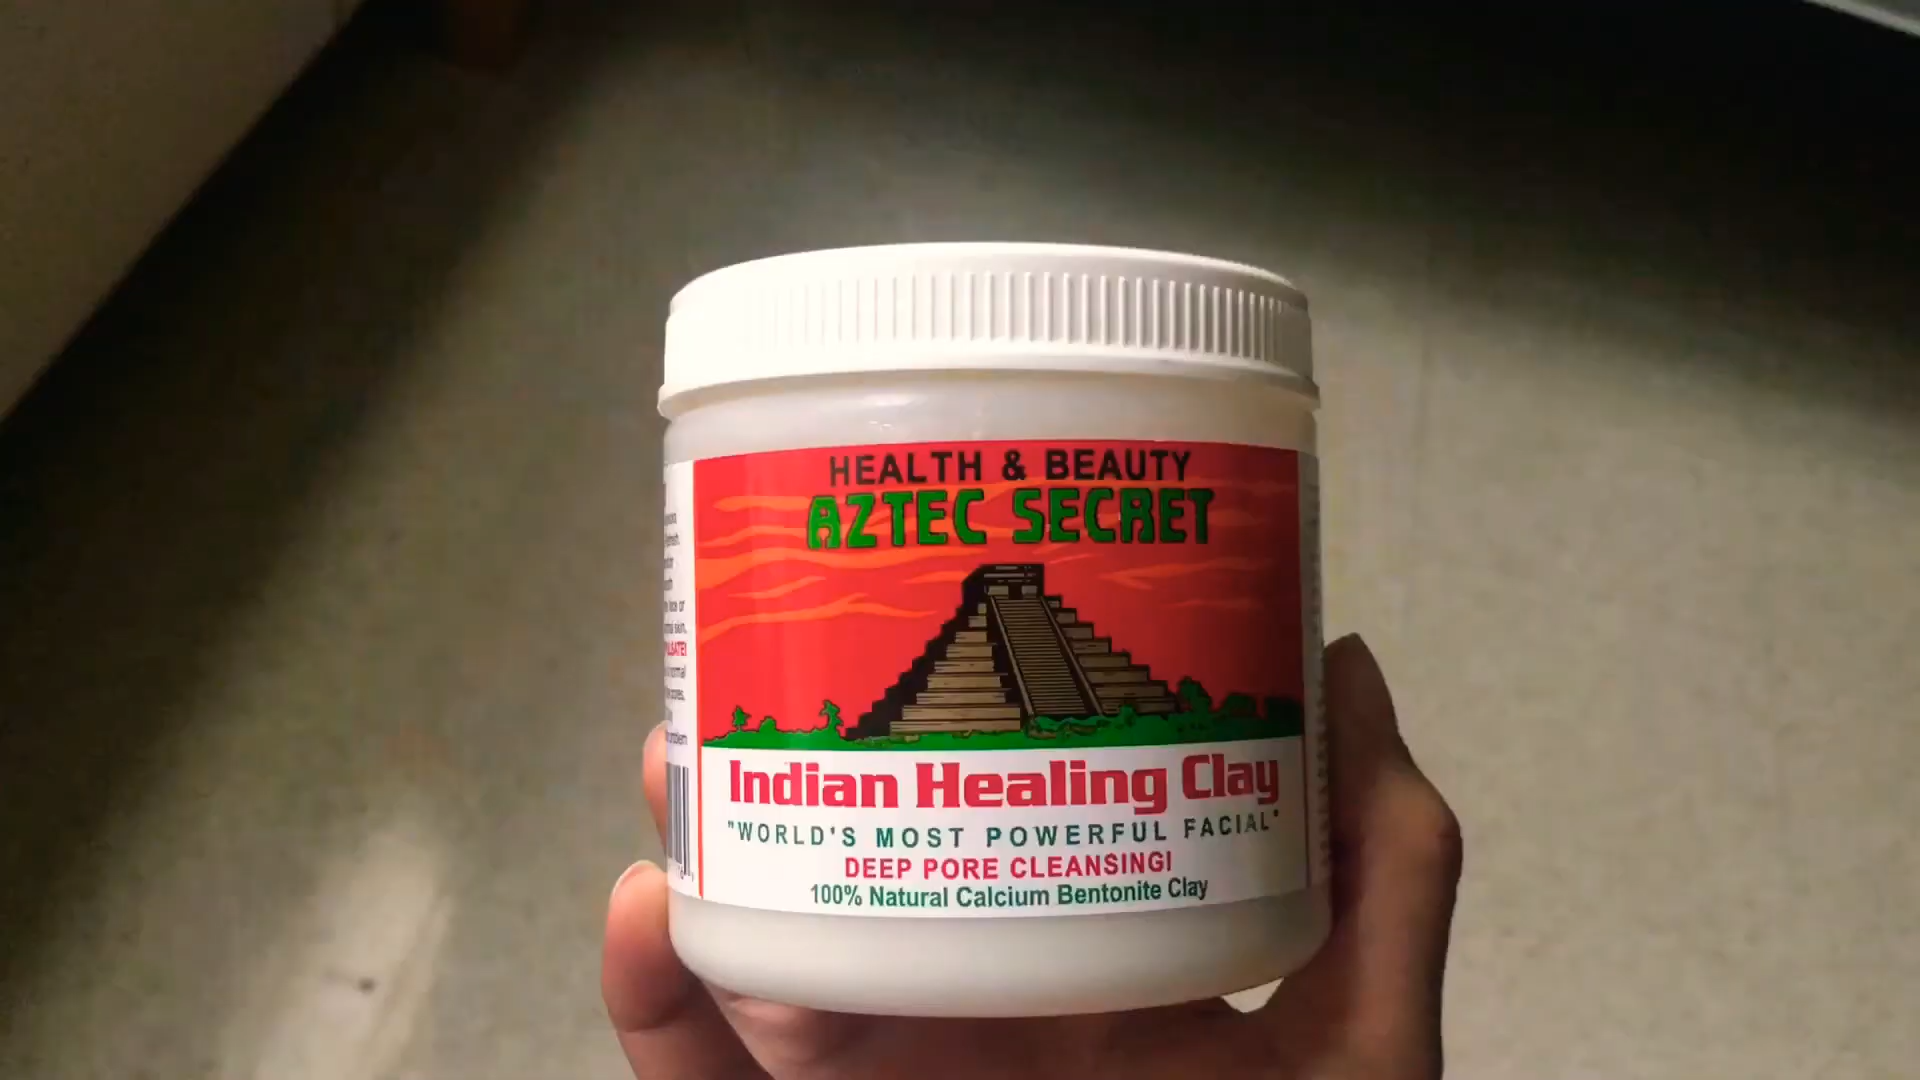 HEALTH & BEAUTY
AZTEC SECRET
Indian Healing Clay
"WORLD'S MOST POWERFUL FACIAL"
DEEP PORE CLEANSING!
100% Natural Calcium Bentonite Clay